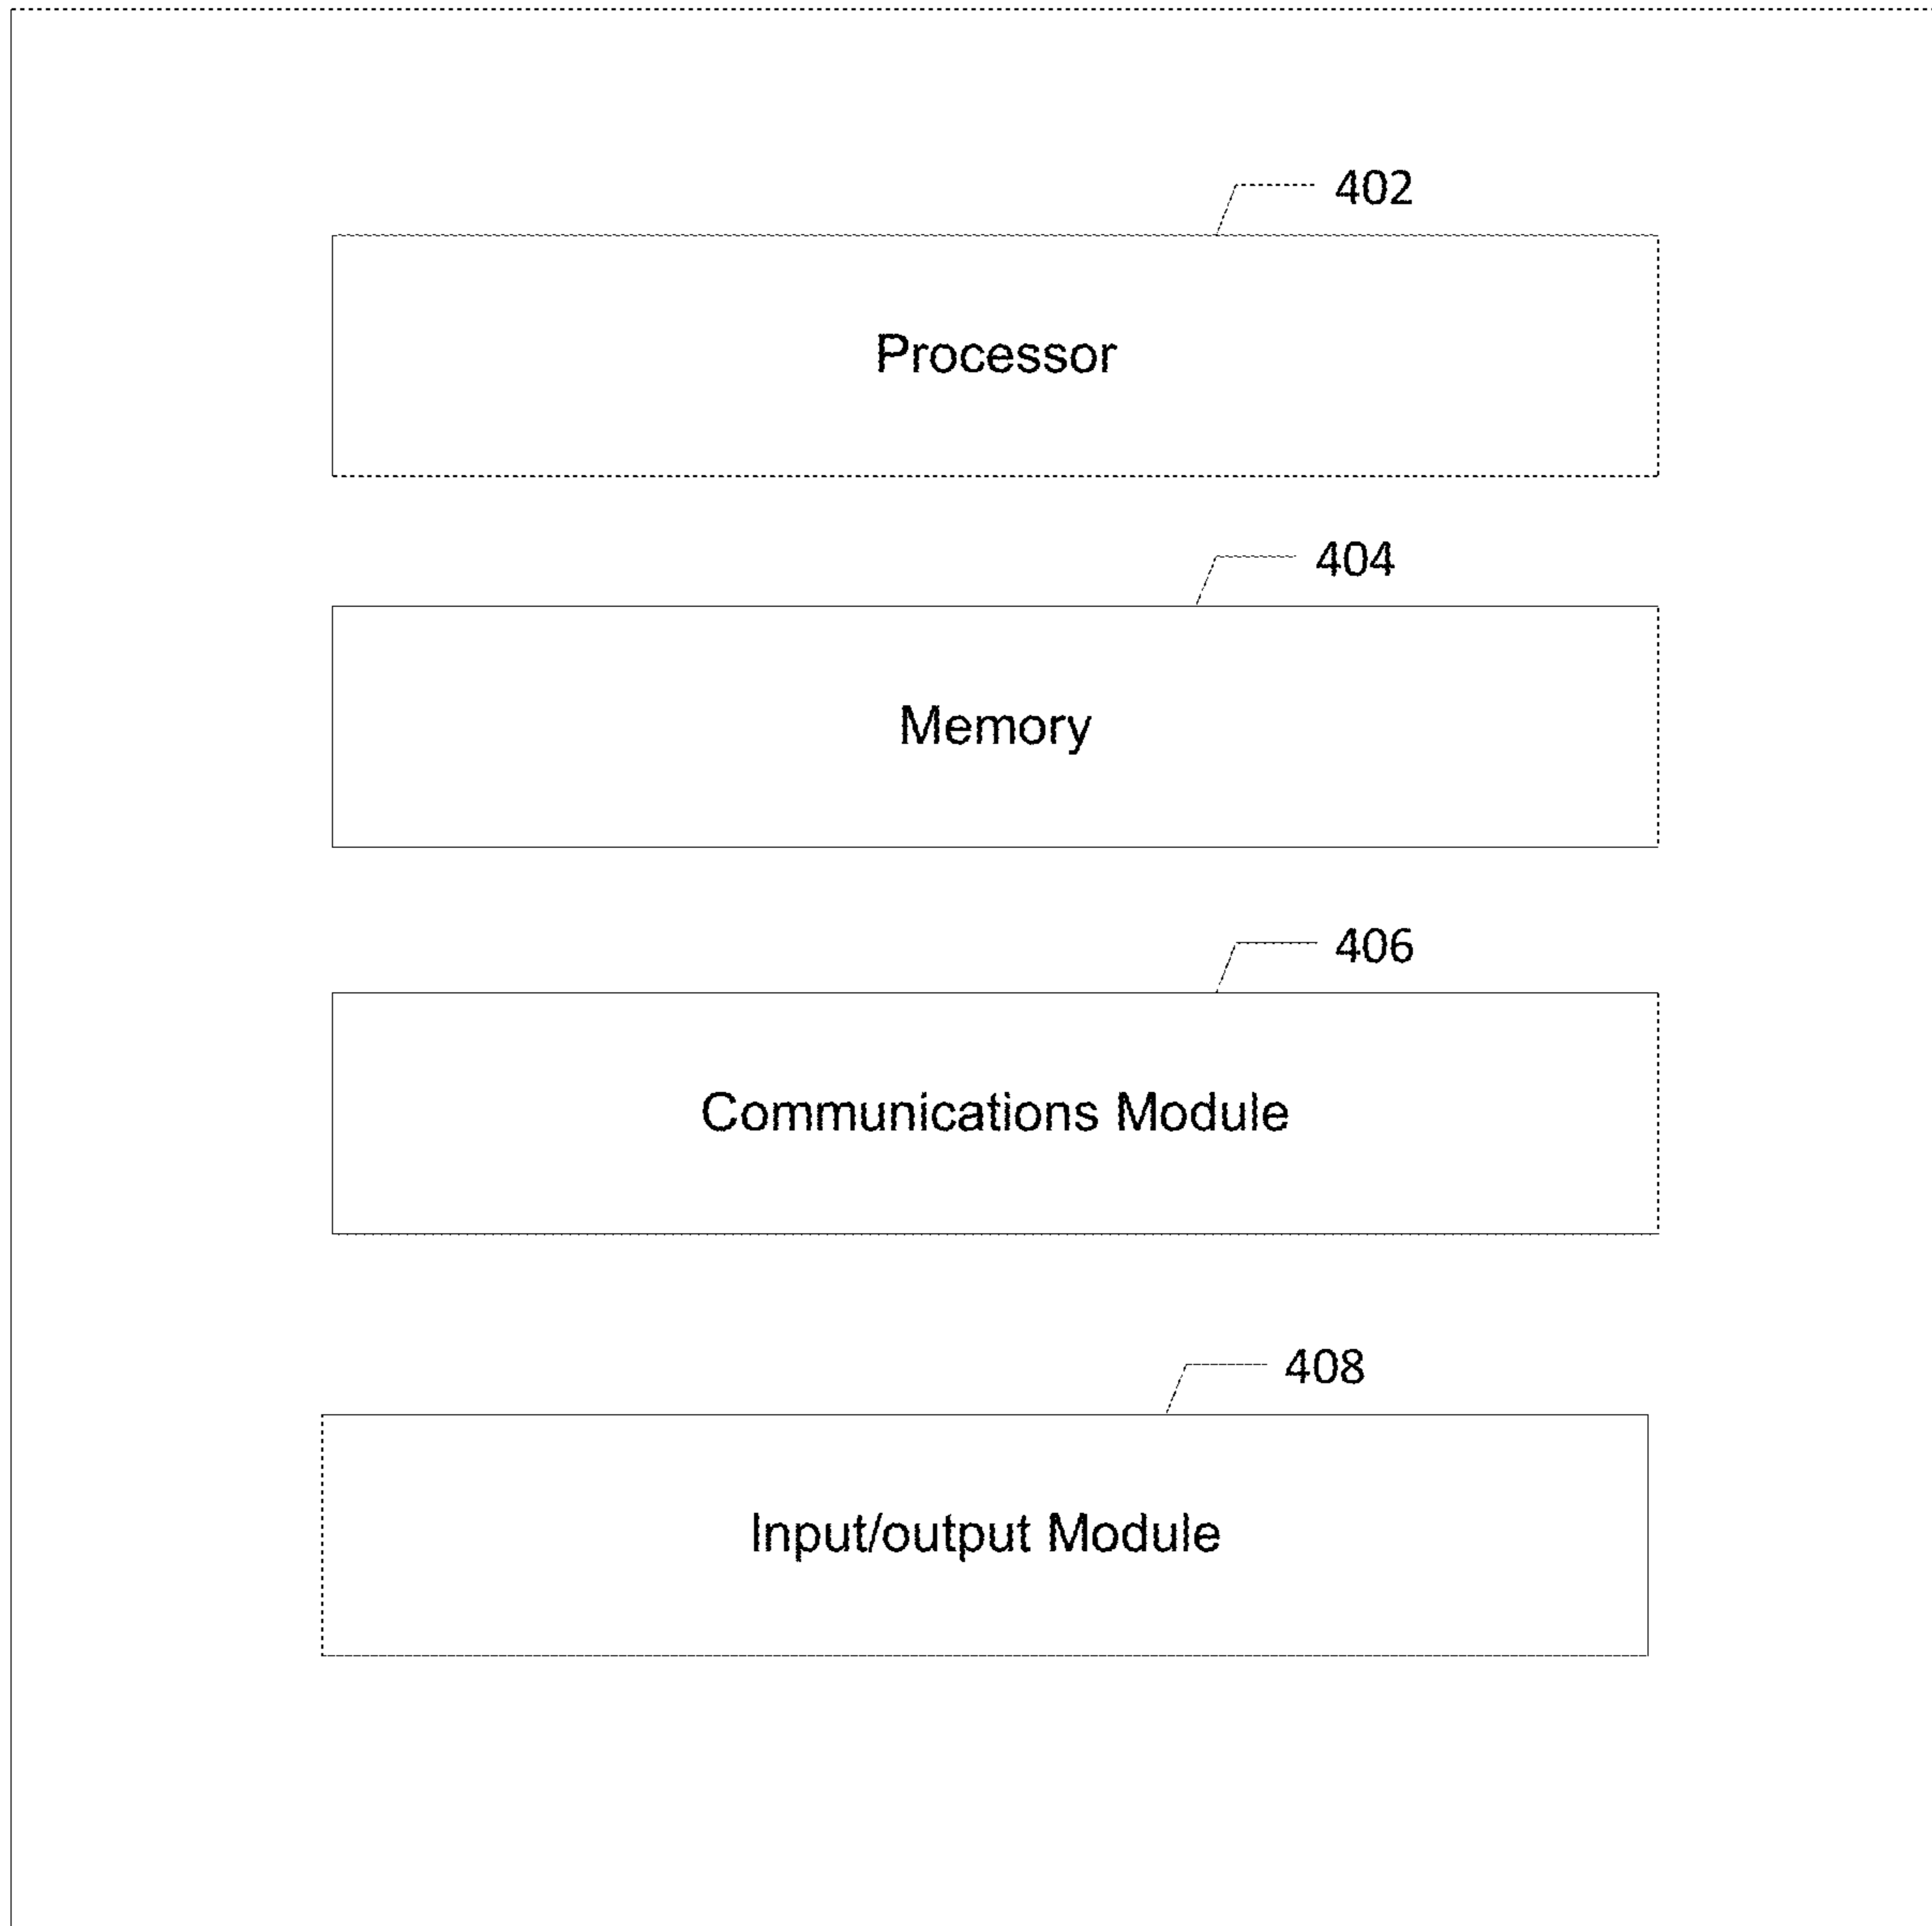 402
Processor
404
Memory
406
Communications Module
408
Input/output Module